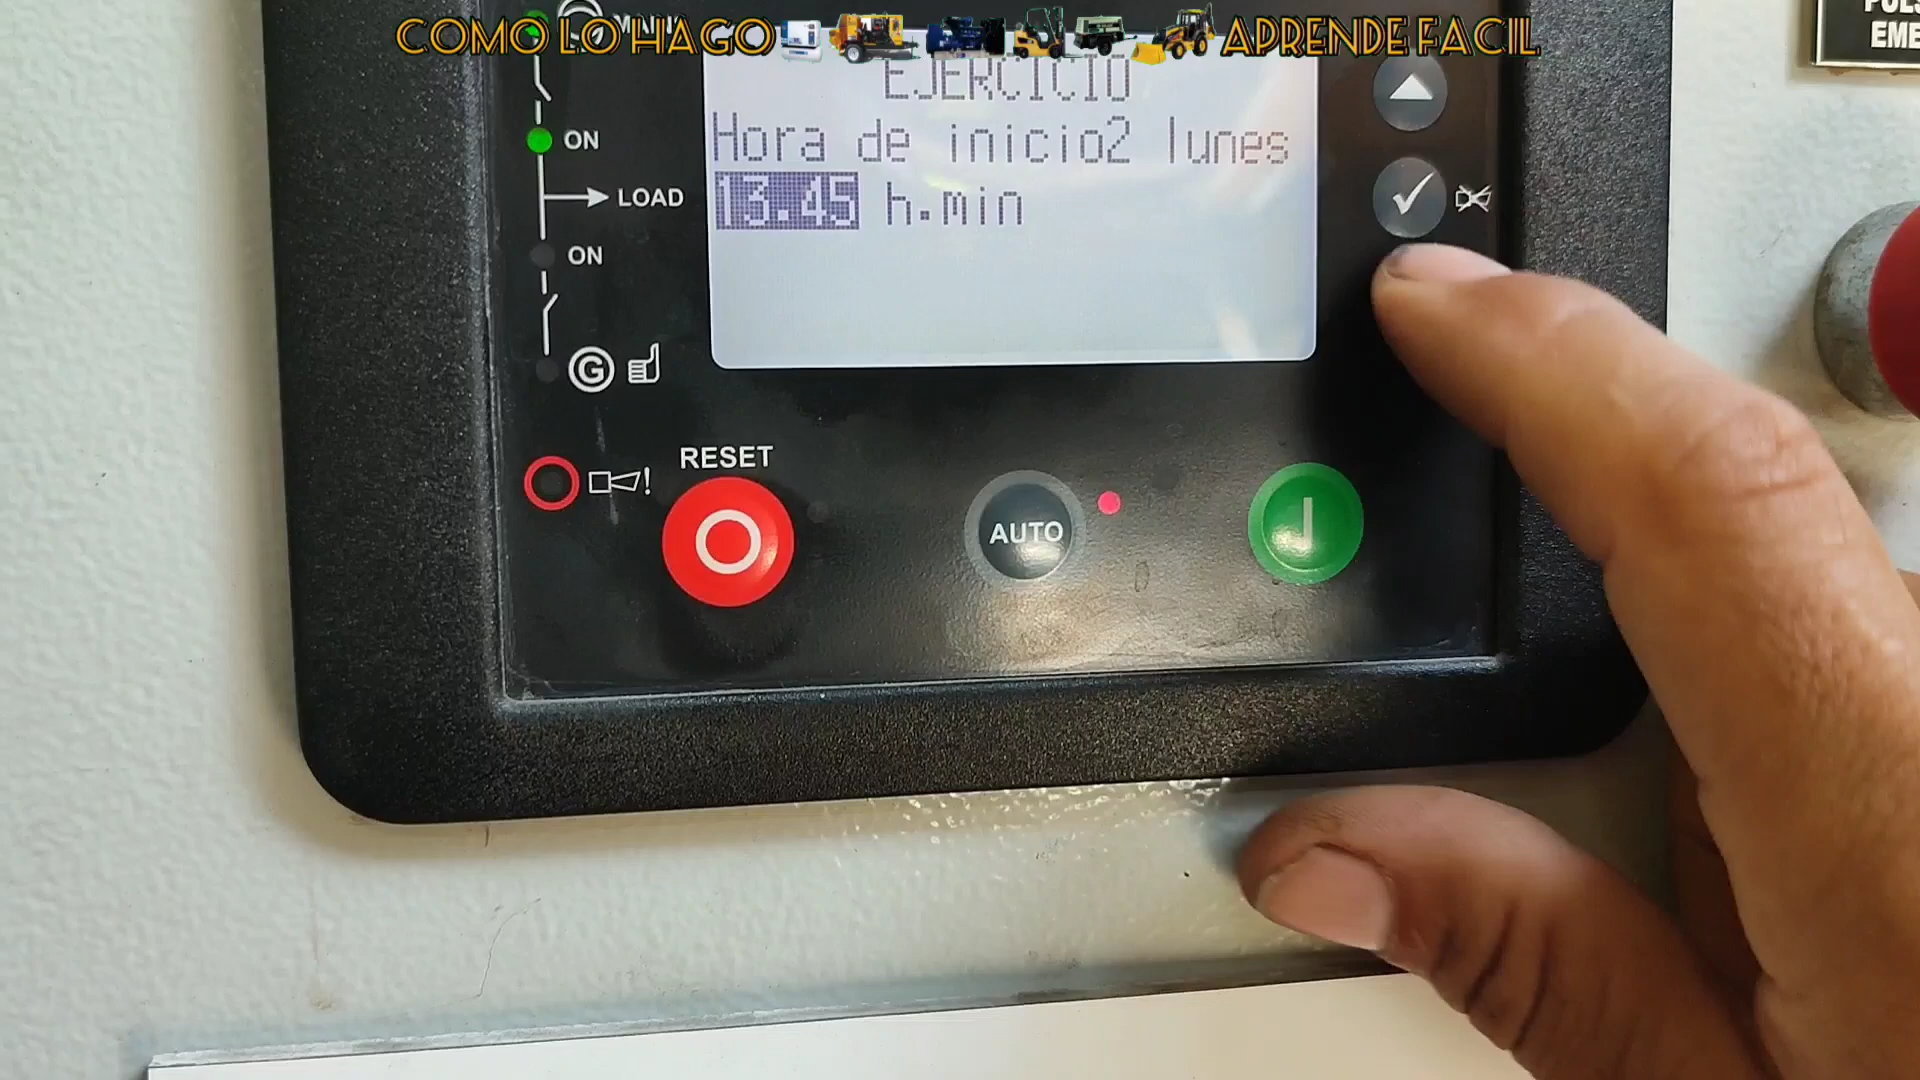 COMO LO HAGO APRENDE FACIL
MAIN
EJERCICIO
Hora de inicio2 lunes
13.45 h.min
ON
LOAD
ON
G
RESET
AUTO
EME